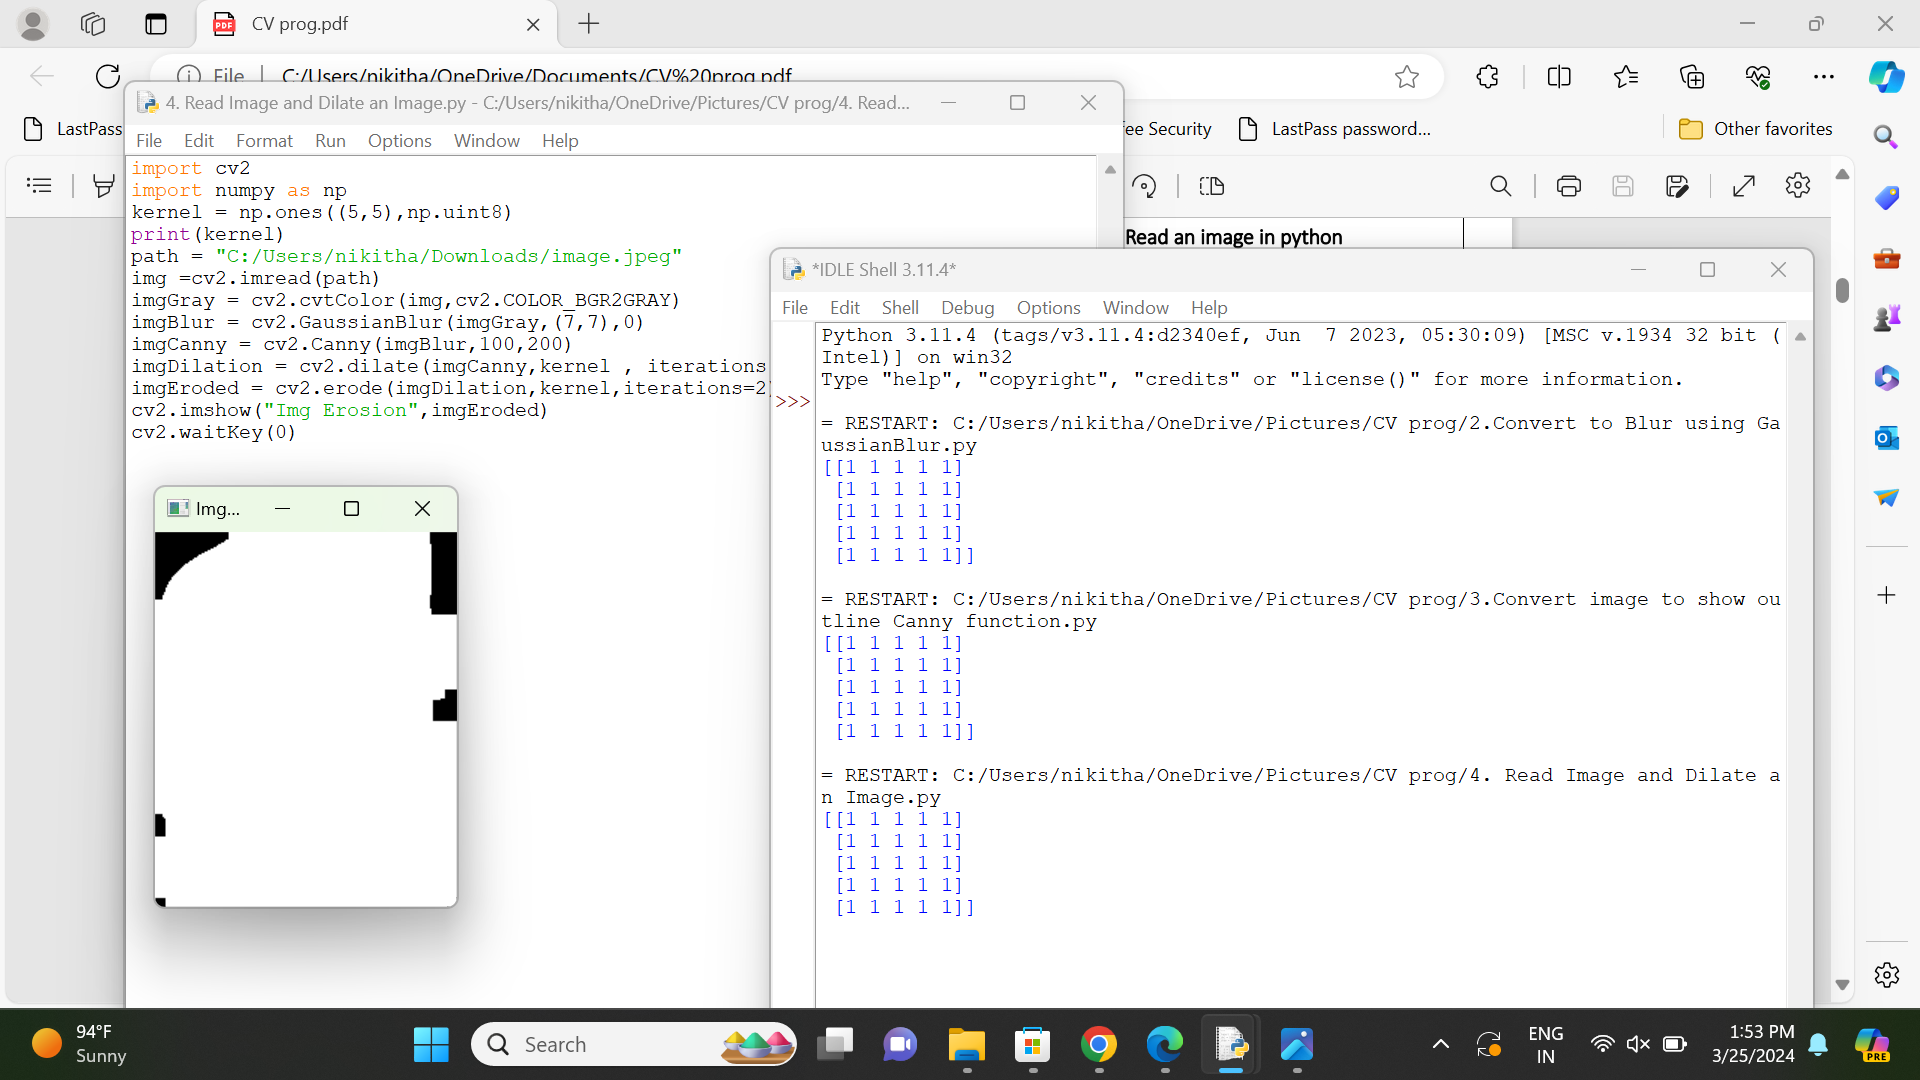 CV prog.pdf
File
C:/Users/nikitha/OneDrive/Documents/CV%20prog.pdf
4. Read Image and Dilate an Image.py - C:/Users/nikitha/OneDrive/Pictures/CV prog/4. Read...
LastPass
ee Security
LastPass password...
Other favorites
File Edit Format Run Options Window Help
import cv2
import numpy as np
kernel = np.ones((5,5),np.uint8)
print(kernel)
path = "C:/Users/nikitha/Downloads/image.jpeg"
img =cv2.imread(path)
imgGray = cv2.cvtColor(img,cv2.COLOR_BGR2GRAY)
imgBlur = cv2.GaussianBlur(imgGray,(7,7),0)
imgCanny = cv2.Canny(imgBlur,100,200)
imgDilation = cv2.dilate(imgCanny,kernel , iterations
imgEroded = cv2.erode(imgDilation,kernel,iterations=2
cv2.imshow("Img Erosion",imgEroded)
cv2.waitKey(0)
Img...
Read an image in python
*IDLE Shell 3.11.4*
File Edit Shell Debug Options Window Help
Python 3.11.4 (tags/v3.11.4:d2340ef, Jun  7 2023, 05:30:09) [MSC v.1934 32 bit (
Intel)] on win32
Type "help", "copyright", "credits" or "license()" for more information.
>>>
= RESTART: C:/Users/nikitha/OneDrive/Pictures/CV prog/2.Convert to Blur using Ga
ussianBlur.py
[[1 1 1 1 1]
 [1 1 1 1 1]
 [1 1 1 1 1]
 [1 1 1 1 1]
 [1 1 1 1 1]]
= RESTART: C:/Users/nikitha/OneDrive/Pictures/CV prog/3.Convert image to show ou
tline Canny function.py
[[1 1 1 1 1]
 [1 1 1 1 1]
 [1 1 1 1 1]
 [1 1 1 1 1]
 [1 1 1 1 1]]
= RESTART: C:/Users/nikitha/OneDrive/Pictures/CV prog/4. Read Image and Dilate a
n Image.py
[[1 1 1 1 1]
 [1 1 1 1 1]
 [1 1 1 1 1]
 [1 1 1 1 1]
 [1 1 1 1 1]]
94°F
Sunny
Search
ENG
IN
1:53 PM
3/25/2024
PRE